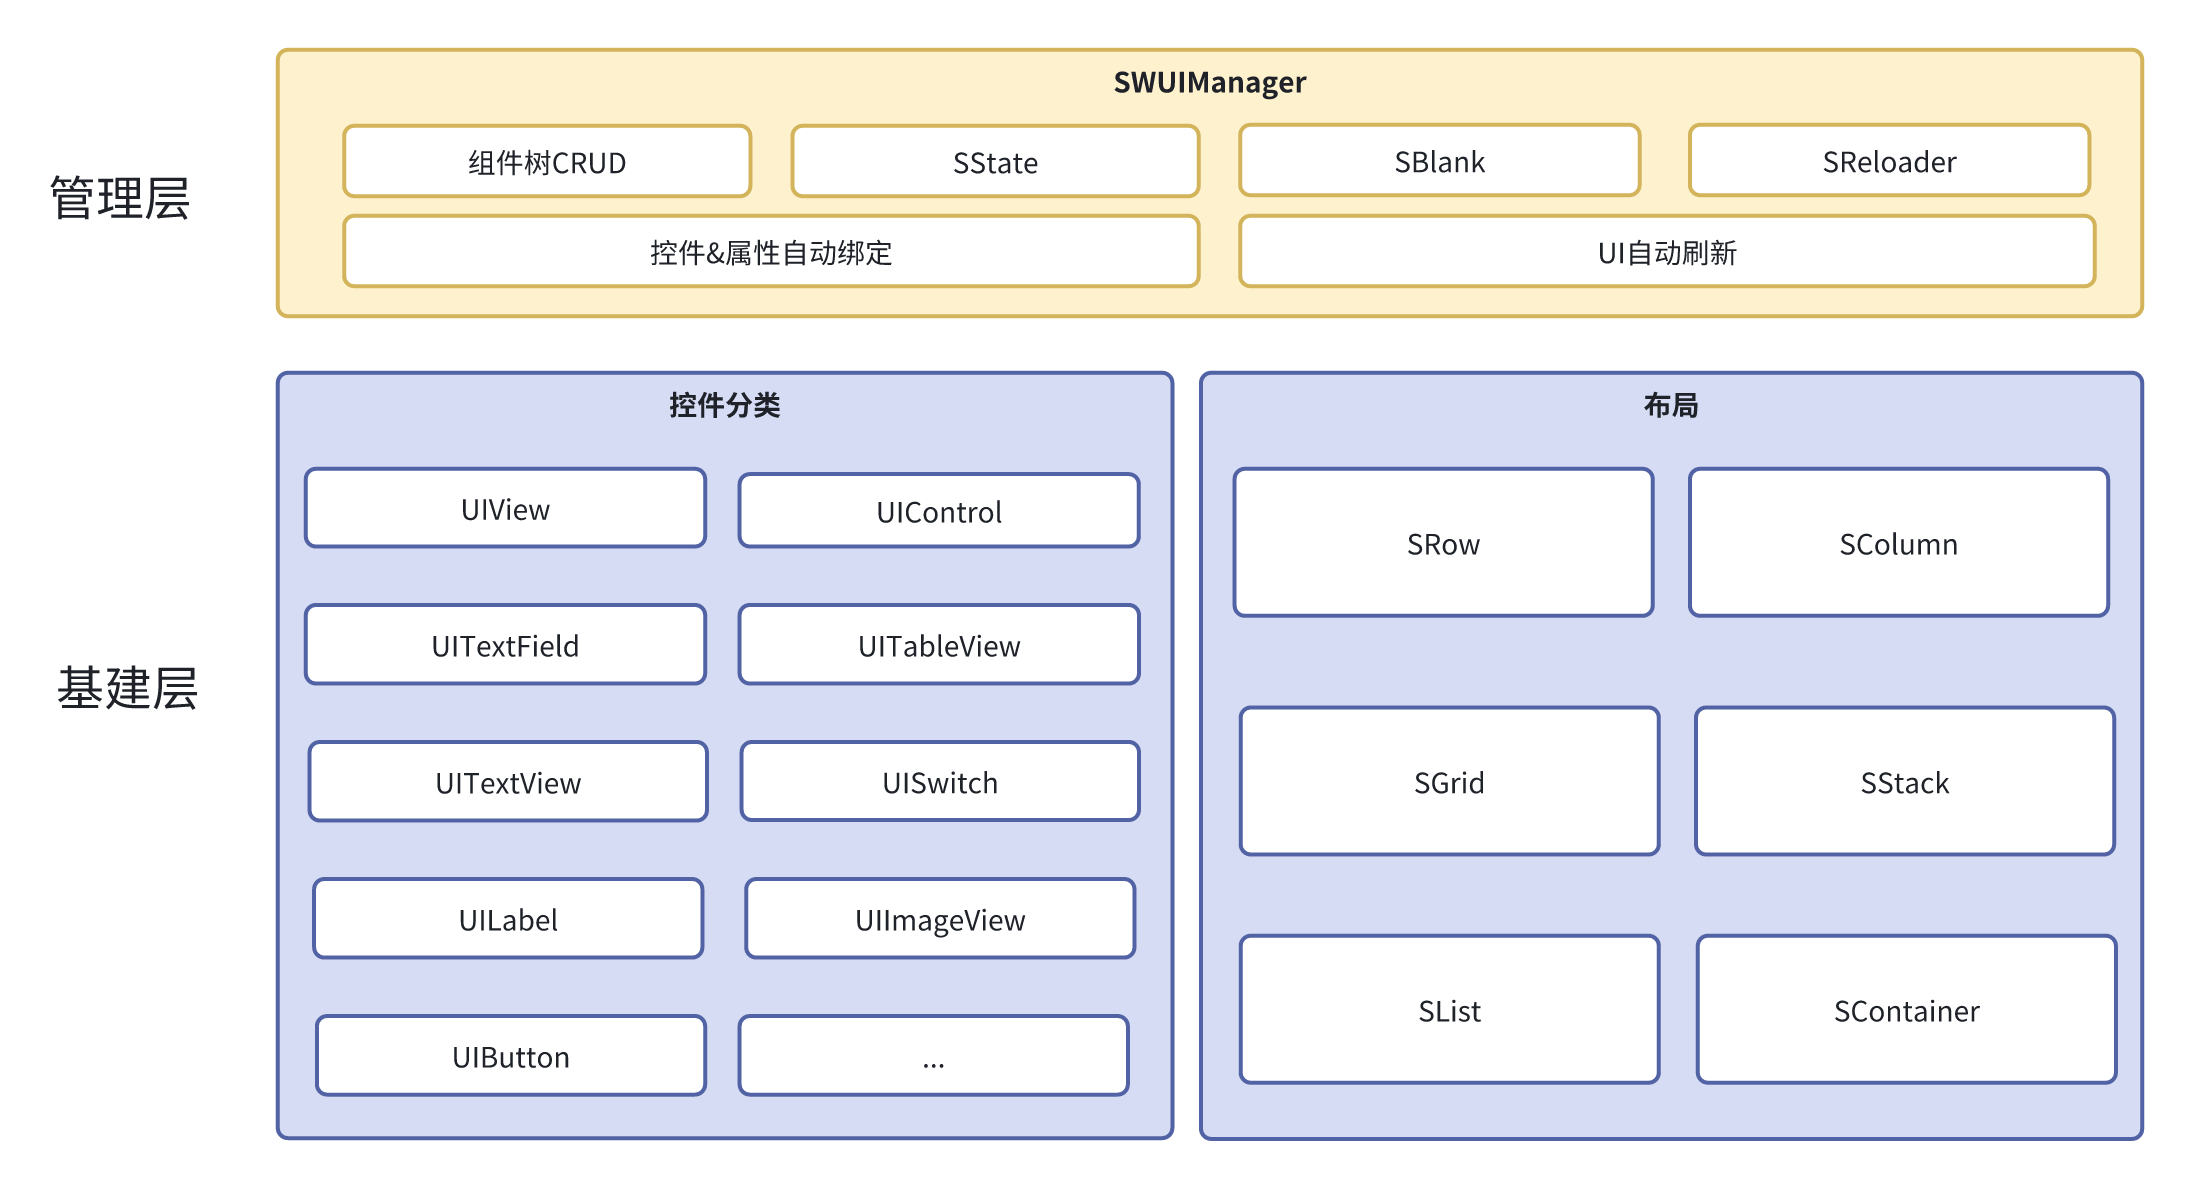 SWUIManager
管理层
组件树CRUD
SState
SBlank
SReloader
控件&属性自动绑定
UI自动刷新
基建层
控件分类
UIView
UIControl
UITextField
UITableView
UITextView
UISwitch
UILabel
UIImageView
UIButton
...
布局
SRow
SColumn
SGrid
SStack
SList
SContainer